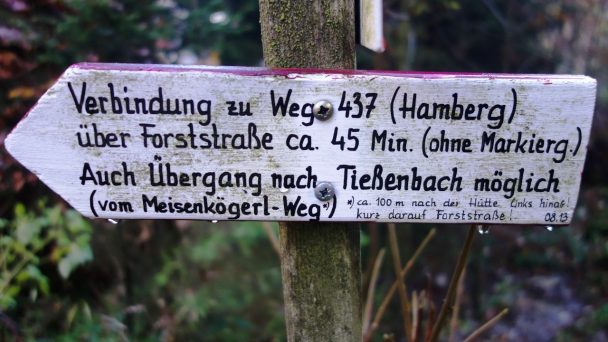 Verbindung zu Weg 437 (Hamberg)
über Forststraße ca. 45 Min. (ohne Markierg.)
Auch Übergang nach Tießenbach möglich
(vom Meisenkögerl-Weg*) *) ca. 100 m nach der Hütte, Links hinab!
kurz darauf Forststraße! 08.13